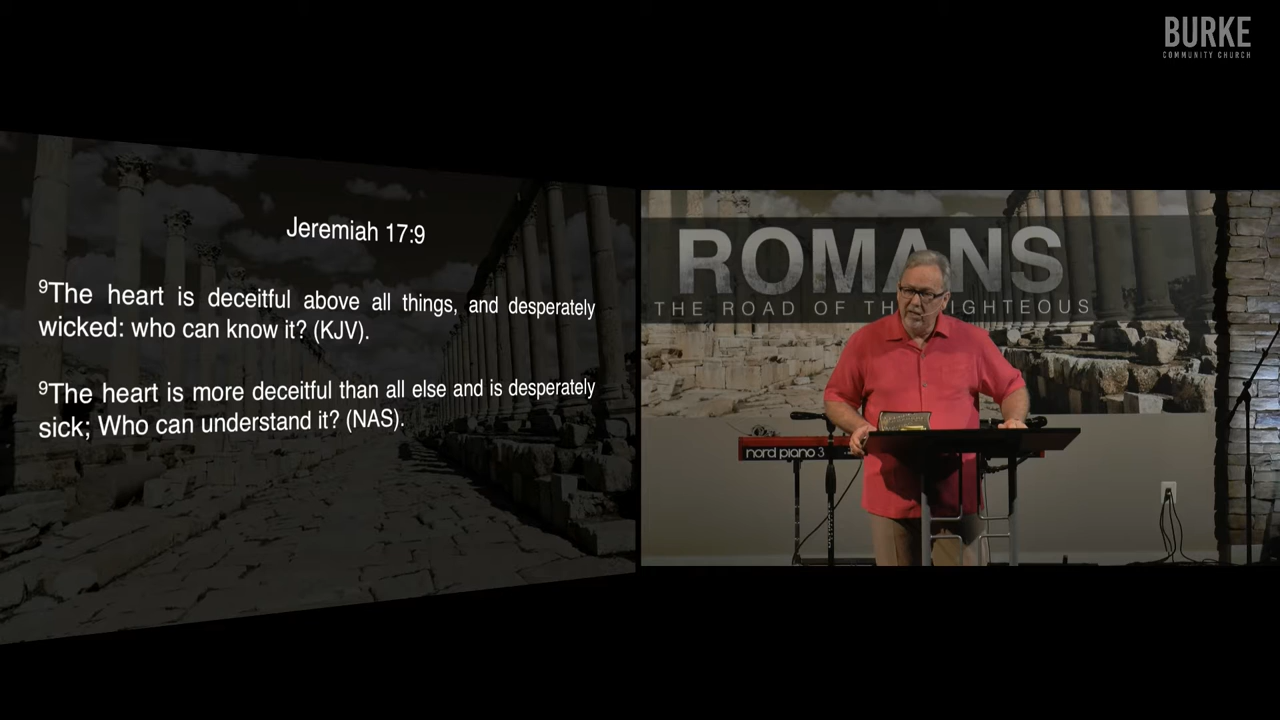 BURKE
COMMUNITY CHURCH
Jeremiah 17:9
9The heart is deceitful above all things, and desperately
wicked: who can know it? (KJV).
9The heart is more deceitful than all else and is desperately
sick; Who can understand it? (NAS).
ROMANS
THE ROAD OF TH IGHTEOUS
nord piano 3